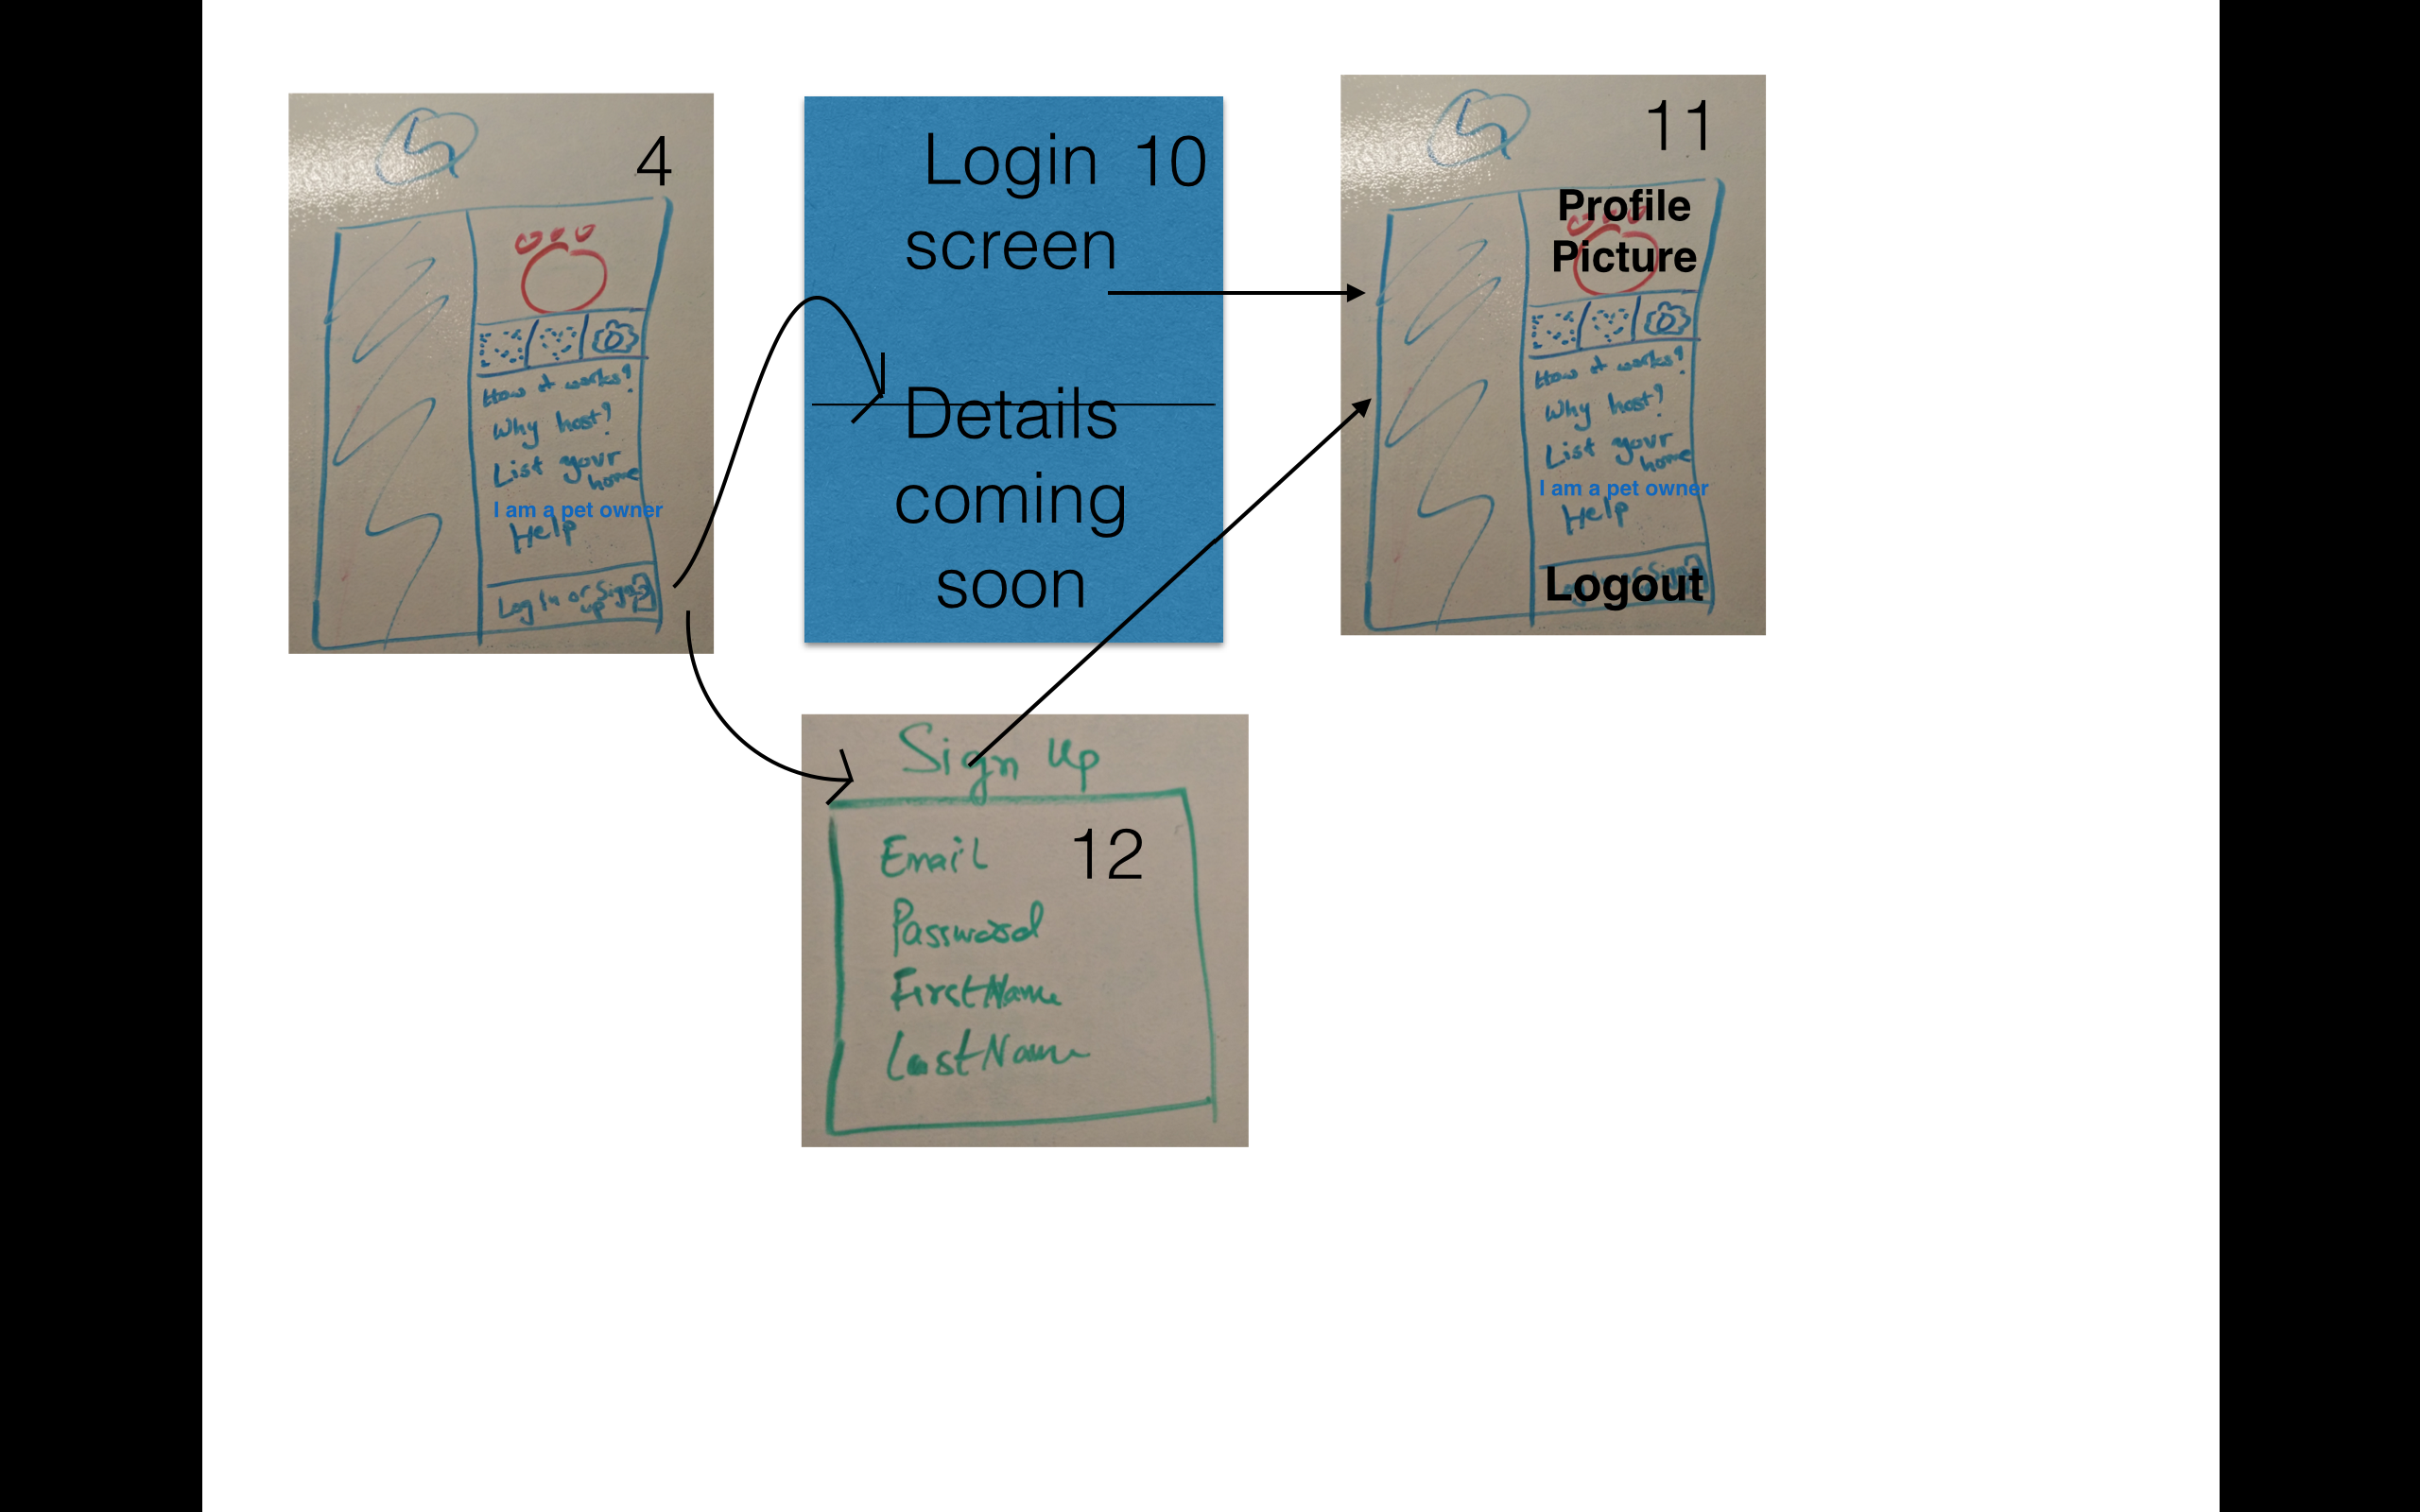 4
How it works?
Why host?
List your
home
I am a pet owner
Help
Log In or Sign
up
Login 10
screen
Details
coming
soon
11
Profile
Picture
How it works?
Why host?
List your
home
I am a pet owner
Help
Logout
Sign Up
12
Email
Password
FirstName
LastName